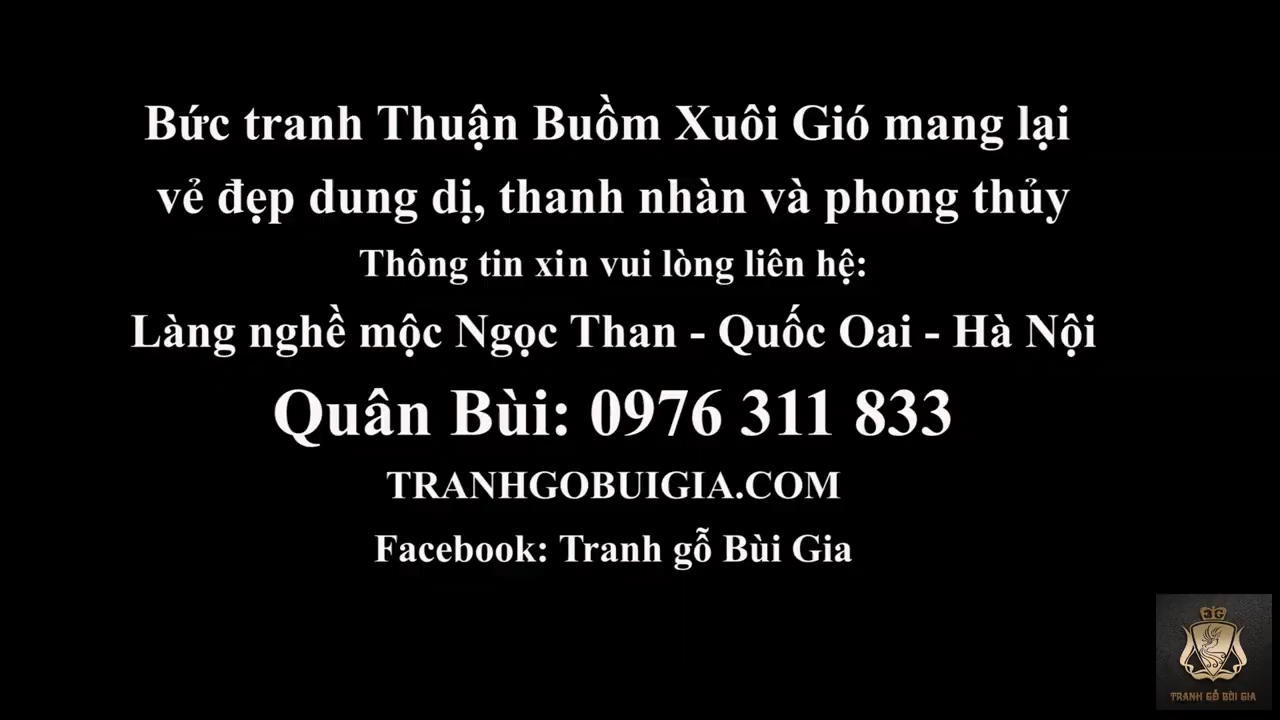 Bức tranh Thuận Buồm Xuôi Gió mang lại
vẻ đẹp dung dị, thanh nhàn và phong thủy
Thông tin xin vui lòng liên hệ:
Làng nghề mộc Ngọc Than - Quốc Oai - Hà Nội
Quân Bùi: 0976 311 833
TRANHGOBUIGIA.COM
Facebook: Tranh gỗ Bùi Gia
TRANH GỖ BÙI GIA